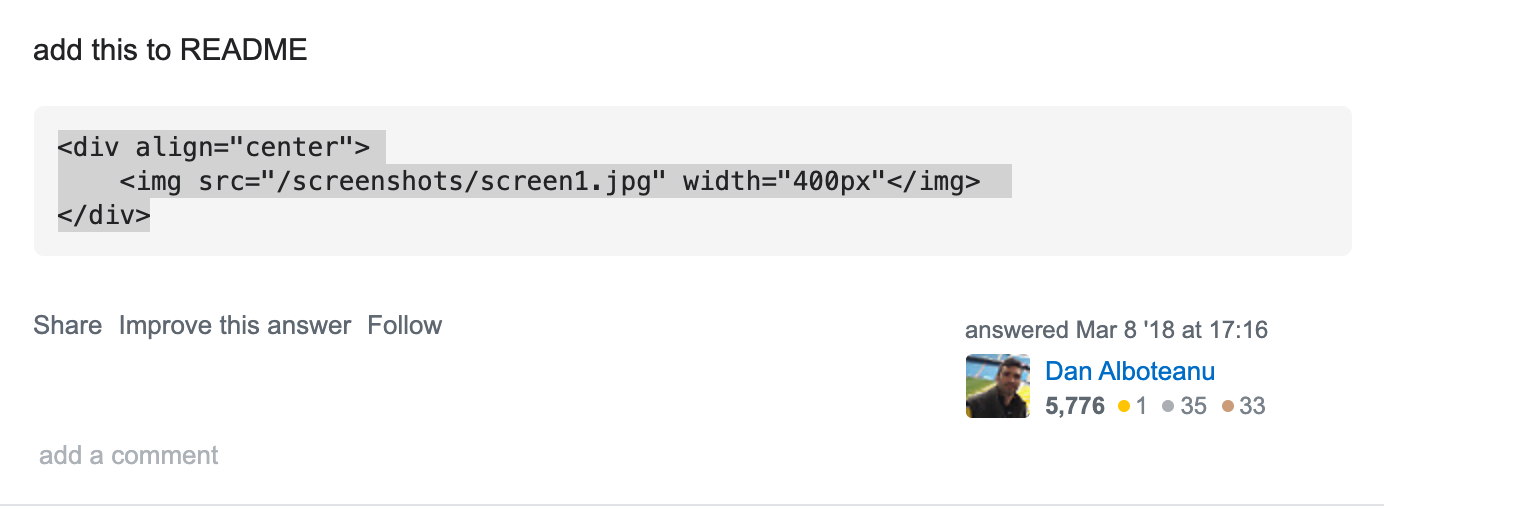 add this to README
<div align="center">
    <img src="/screenshots/screen1.jpg" width="400px"</img>
</div>
Share Improve this answer Follow
answered Mar 8 '18 at 17:16
Dan Alboteanu
5,776 1 35 33
add a comment